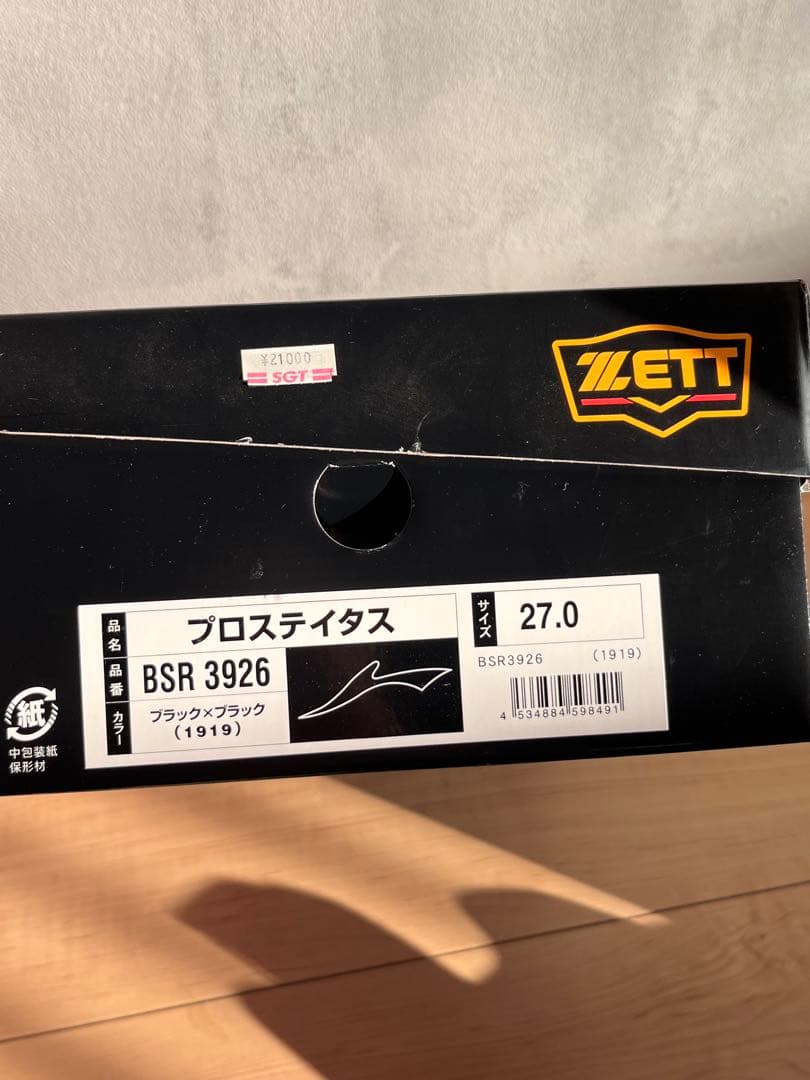 ¥21000
SGT
ZETT
品名
プロステイタス
サイズ
27.0
品番
BSR 3926
カラー
ブラック×ブラック
(1919)
BSR3926 (1919)
4 534884 598491
紙
中包装紙
保形材